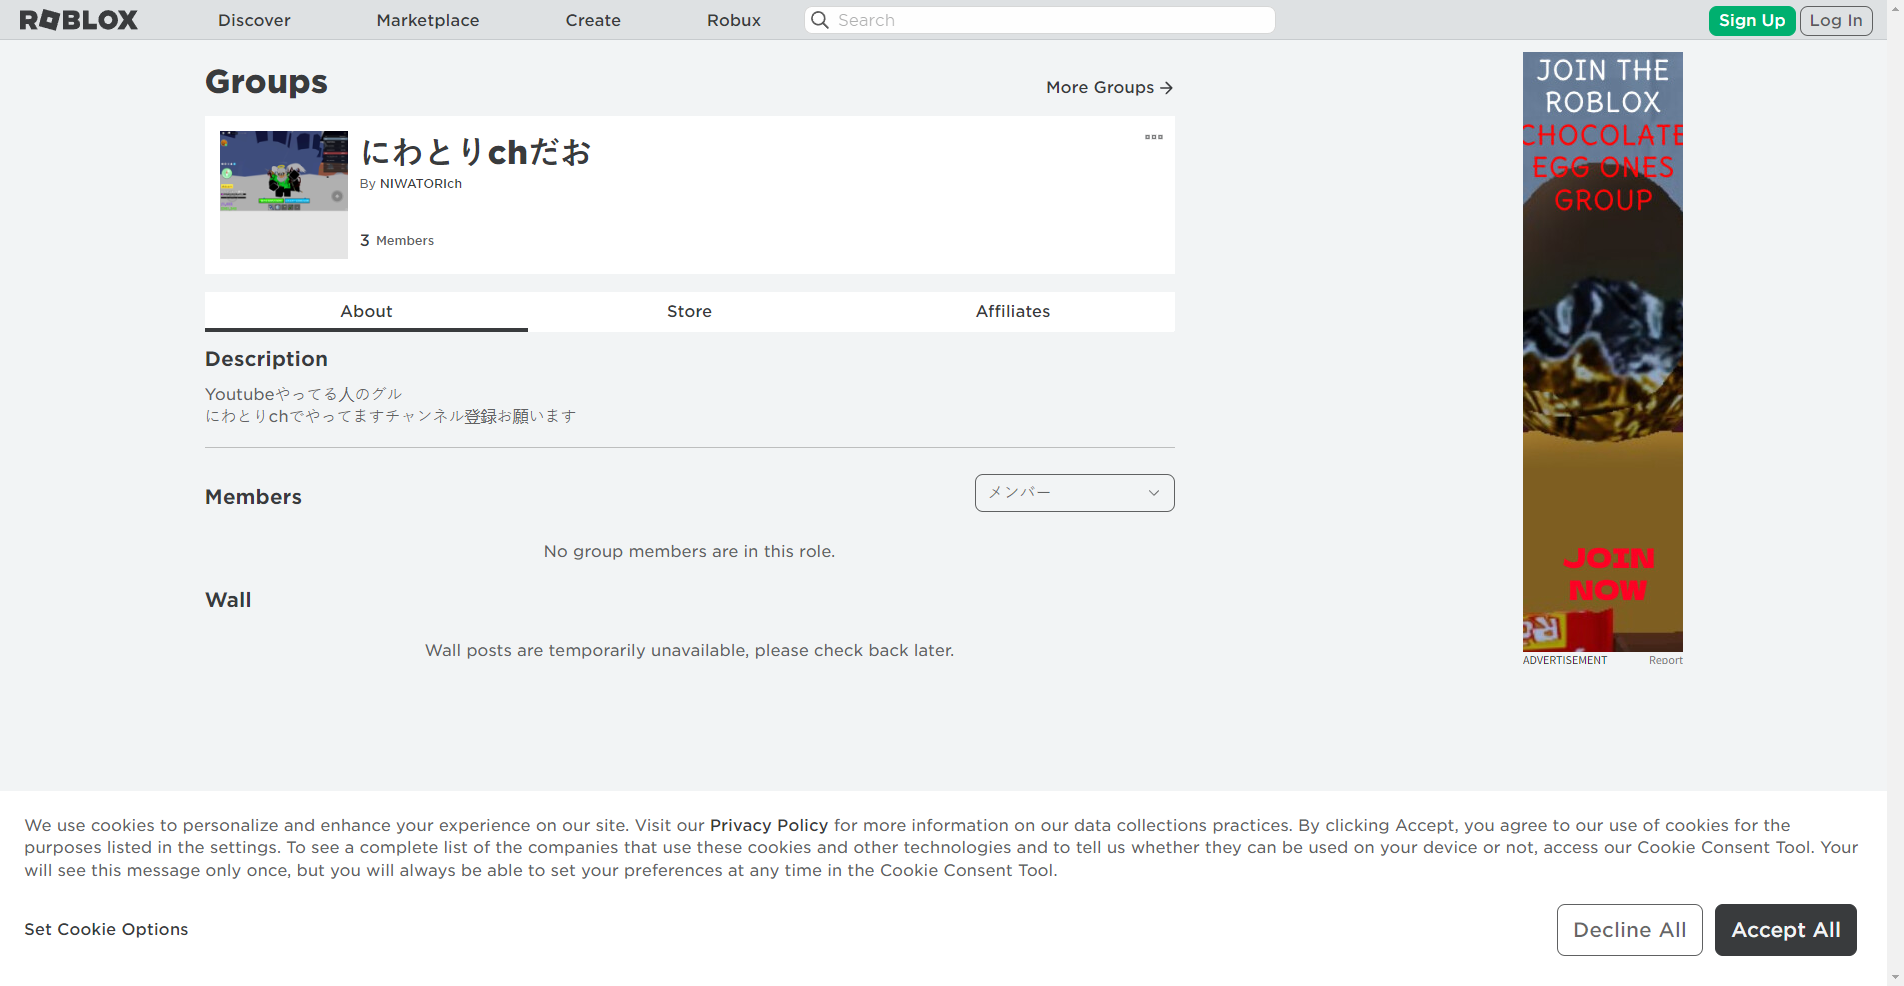 ROBLOX
Discover
Marketplace
Create
Robux
Search
Sign Up
Log In
Groups
More Groups
にわとりchだお
By NIWATORIch
3 Members
About
Store
Affiliates
Description
Youtubeやってる人のグル
にわとりchでやってますチャンネル登録お願います
Members
メンバー
No group members are in this role.
Wall
Wall posts are temporarily unavailable, please check back later.
JOIN THE
ROBLOX
CHOCOLATE
EGG ONES
GROUP
JOIN
NOW
ADVERTISEMENT
Report
We use cookies to personalize and enhance your experience on our site. Visit our Privacy Policy for more information on our data collections practices. By clicking Accept, you agree to our use of cookies for the
purposes listed in the settings. To see a complete list of the companies that use these cookies and other technologies and to tell us whether they can be used on your device or not, access our Cookie Consent Tool. Your
will see this message only once, but you will always be able to set your preferences at any time in the Cookie Consent Tool.
Set Cookie Options
Decline All
Accept All